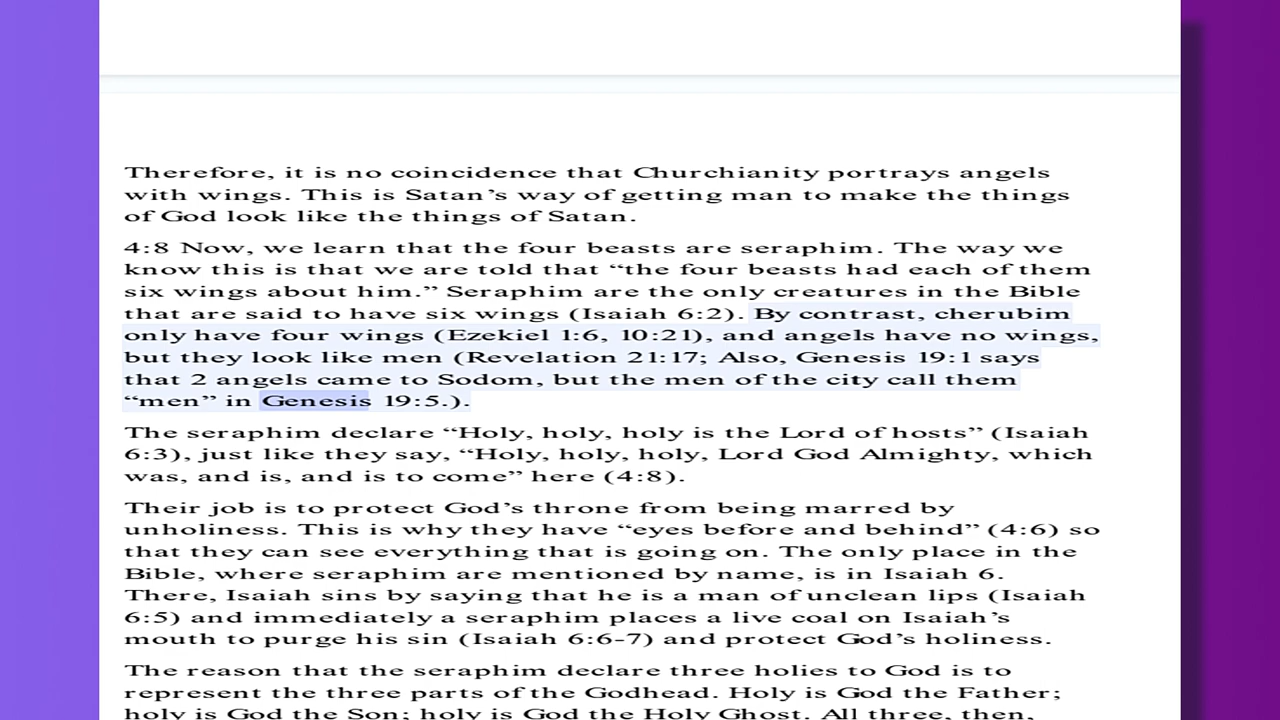 Therefore, it is no coincidence that Churchianity portrays angels
with wings. This is Satan’s way of getting man to make the things
of God look like the things of Satan.
4:8 Now, we learn that the four beasts are seraphim. The way we
know this is that we are told that “the four beasts had each of them
six wings about him.” Seraphim are the only creatures in the Bible
that are said to have six wings (Isaiah 6:2). By contrast, cherubim
only have four wings (Ezekiel 1:6, 10:21), and angels have no wings,
but they look like men (Revelation 21:17; Also, Genesis 19:1 says
that 2 angels came to Sodom, but the men of the city call them
“men” in Genesis 19:5.).
The seraphim declare “Holy, holy, holy is the Lord of hosts” (Isaiah
6:3), just like they say, “Holy, holy, holy, Lord God Almighty, which
was, and is, and is to come” here (4:8).
Their job is to protect God’s throne from being marred by
unholiness. This is why they have “eyes before and behind” (4:6) so
that they can see everything that is going on. The only place in the
Bible, where seraphim are mentioned by name, is in Isaiah 6.
There, Isaiah sins by saying that he is a man of unclean lips (Isaiah
6:5) and immediately a seraphim places a live coal on Isaiah’s
mouth to purge his sin (Isaiah 6:6-7) and protect God’s holiness.
The reason that the seraphim declare three holies to God is to
represent the three parts of the Godhead. Holy is God the Father;
holy is God the Son; holy is God the Holy Ghost. All three, then,